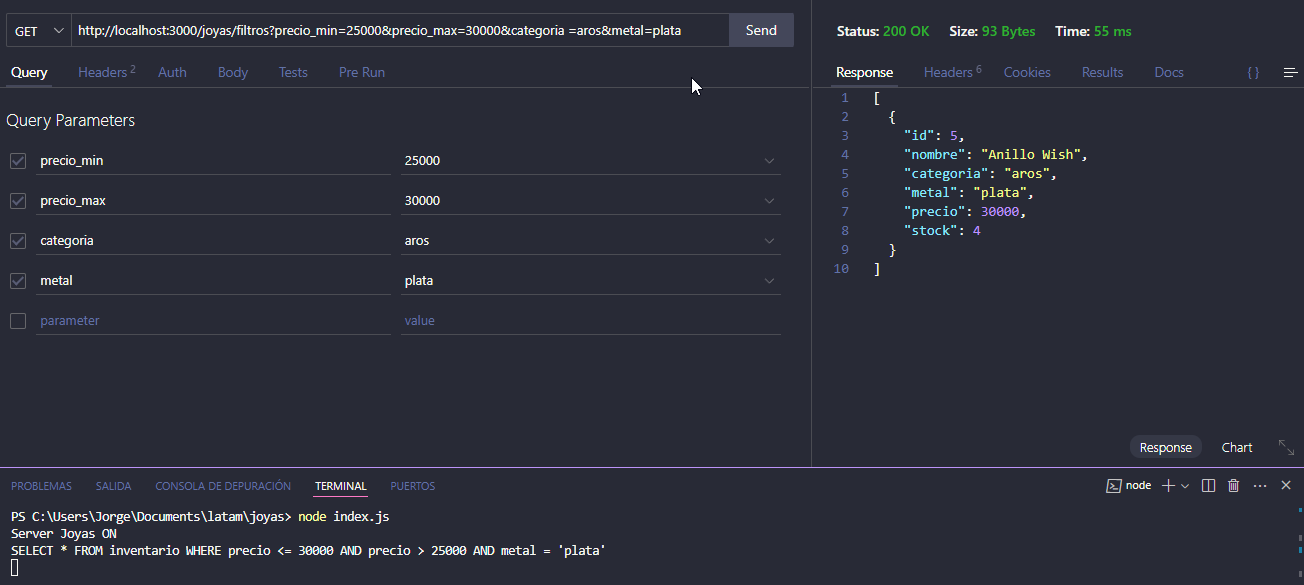 GET http://localhost:3000/joyas/filtros?precio_min=25000&precio_max=30000&categoria =aros&metal=plata Send
Query Headers 2 Auth Body Tests Pre Run
Query Parameters
precio_min 25000
precio_max 30000
categoria aros
metal plata
parameter value
Status: 200 OK Size: 93 Bytes Time: 55 ms
Response Headers 6 Cookies Results Docs { }
1 [
2 {
3 "id": 5,
4 "nombre": "Anillo Wish",
5 "categoria": "aros",
6 "metal": "plata",
7 "precio": 30000,
8 "stock": 4
9 }
10 ]
Response Chart
PROBLEMAS SALIDA CONSOLA DE DEPURACIÓN TERMINAL PUERTOS node
PS C:\Users\Jorge\Documents\latam\joyas> node index.js
Server Joyas ON
SELECT * FROM inventario WHERE precio <= 30000 AND precio > 25000 AND metal = 'plata'